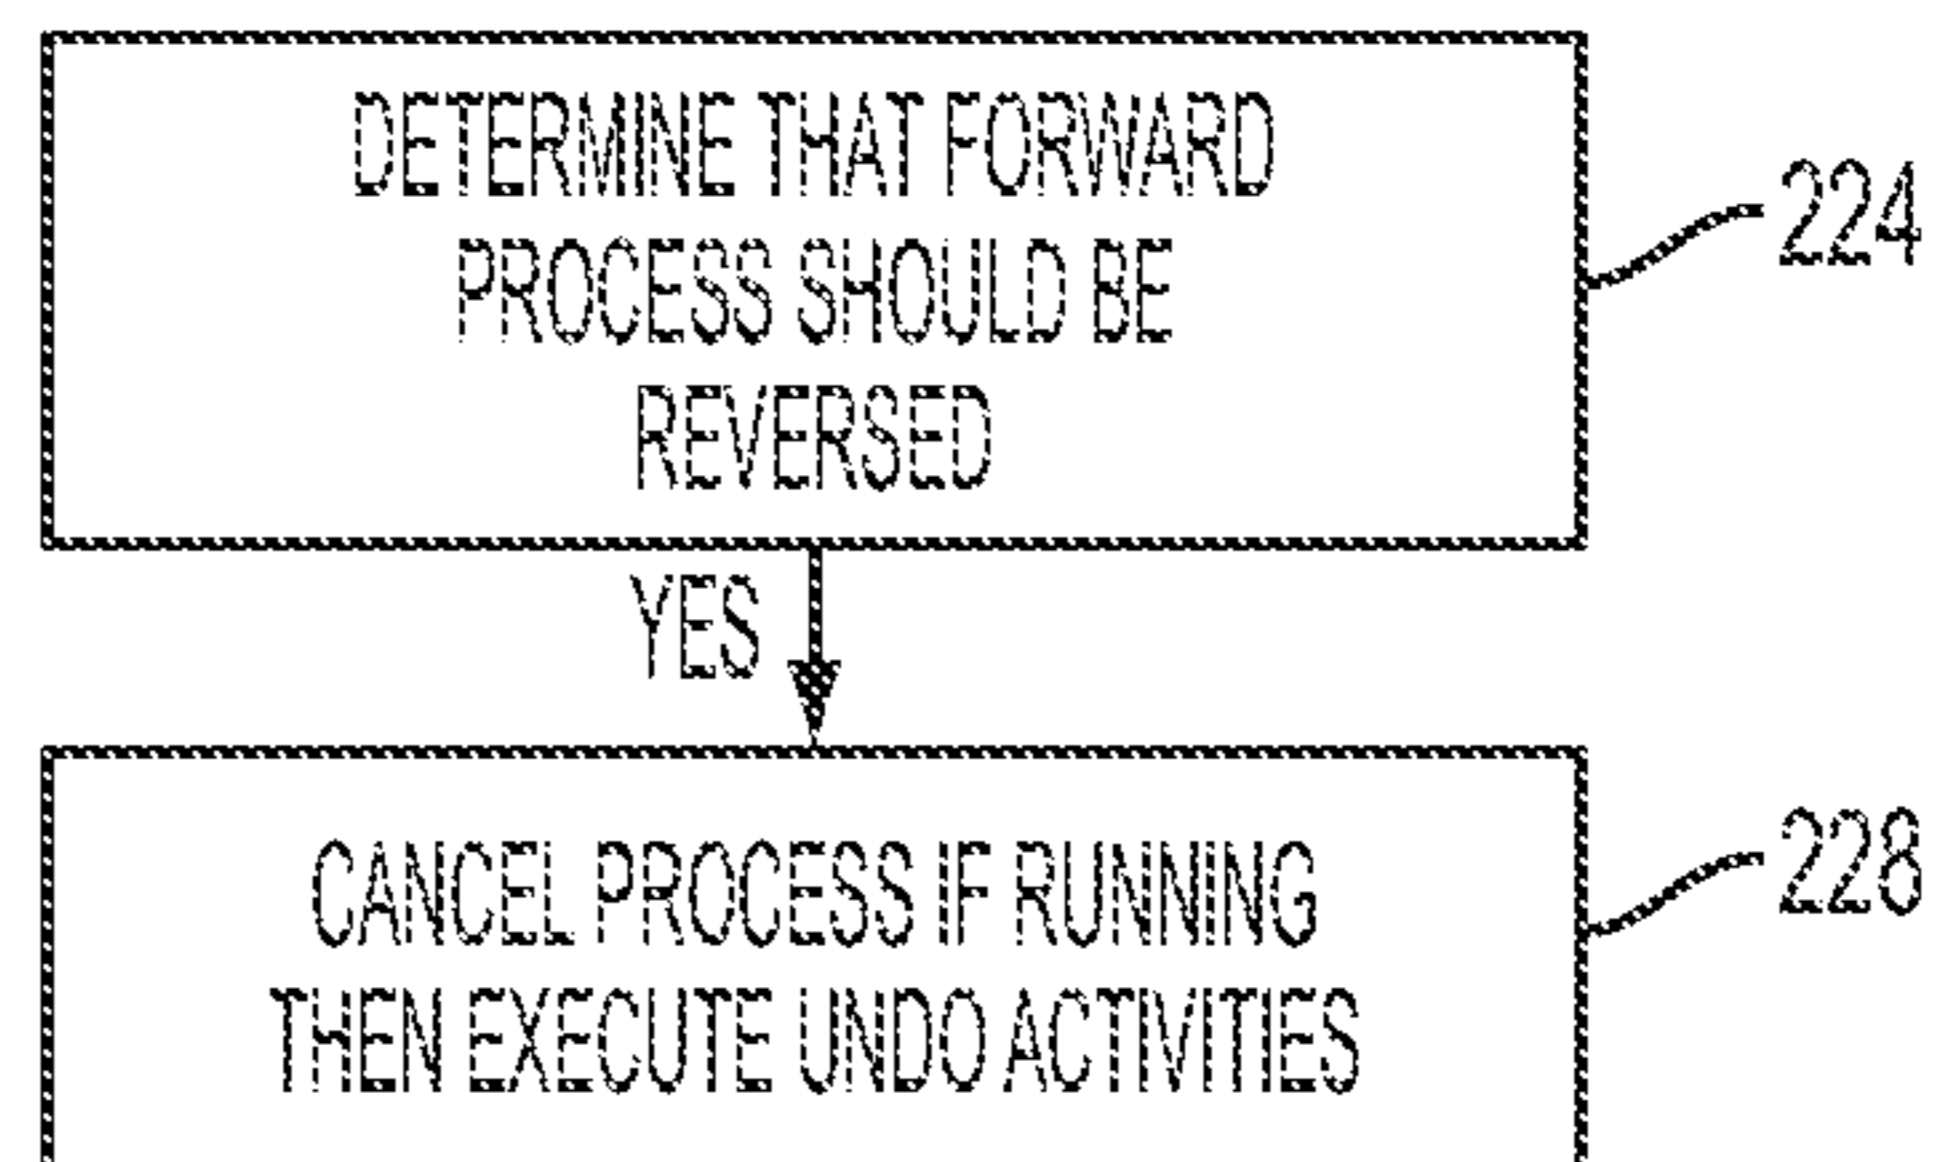 DETERMINE THAT FORWARD
PROCESS SHOULD BE
REVERSED
224
YES
CANCEL PROCESS IF RUNNING
THEN EXECUTE UNDO ACTIVITIES
228